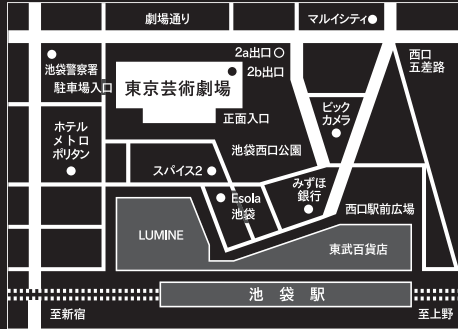 劇場通り
マルイシティ
2a出口
2b出口
西口
五差路
池袋警察署
駐車場入口
東京芸術劇場
正面入口
ビック
カメラ
ホテル
メトロ
ポリタン
池袋西口公園
スパイス2
みずほ
銀行
Esola
池袋
西口駅前広場
LUMINE
東武百貨店
池袋駅
至新宿
至上野